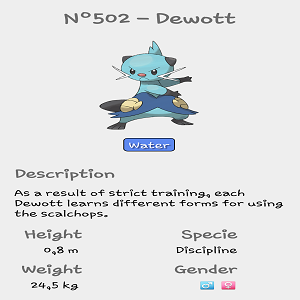 Nº502 - Dewott
Water
Description
As a result of strict training, each
Dewott learns different forms for using
the scalchops.
Height
Specie
0,8 m
Discipline
Weight
Gender
24,5 kg
♂ ♀